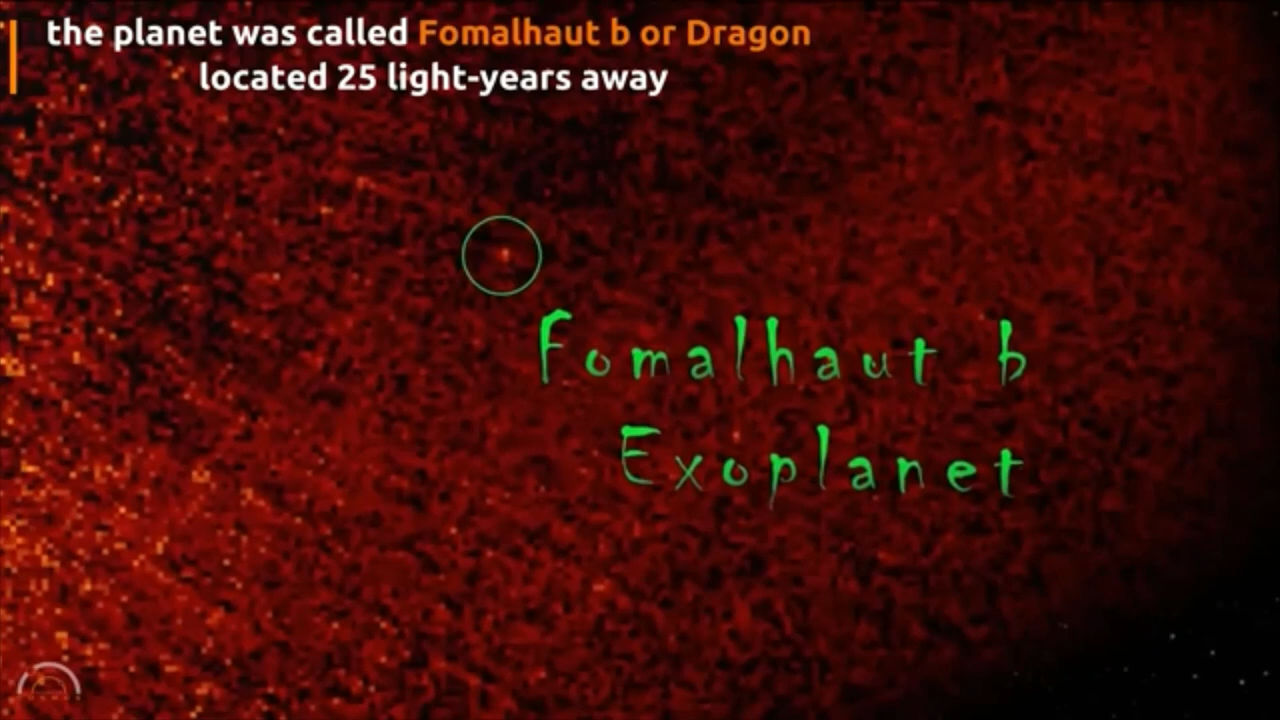 the planet was called Fomalhaut b or Dragon
located 25 light-years away
Fomalhaut b
Exoplanet